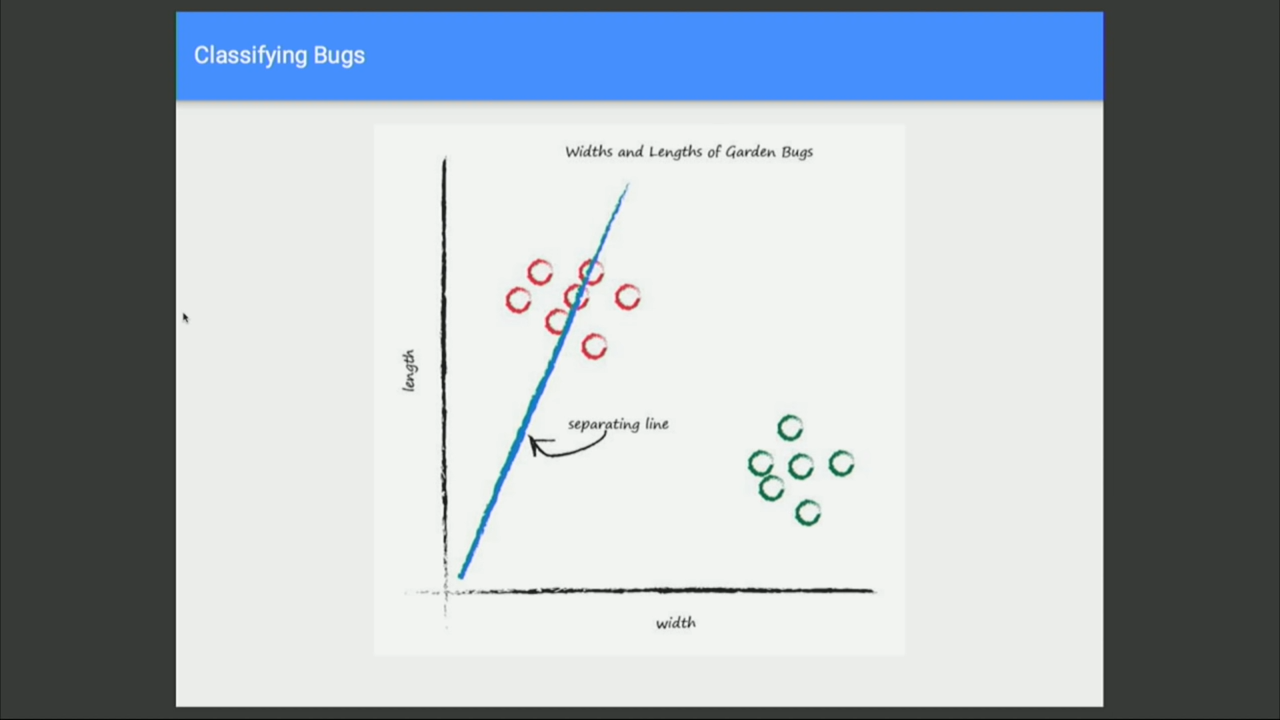 Classifying Bugs
Widths and Lengths of Garden Bugs
length
separating line
width